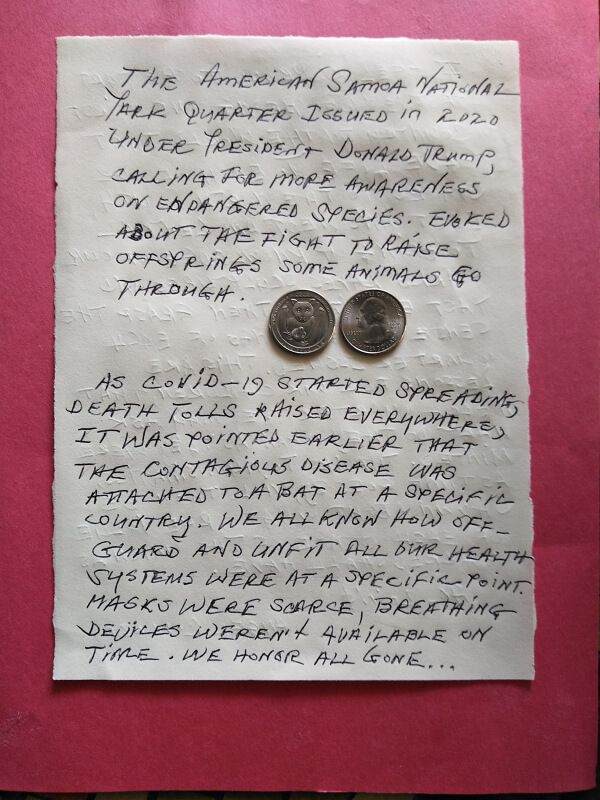 THE AMERICAN SAMOA NATIONAL
PARK QUARTER ISSUED in 2020
UNDER PRESIDENT DONALD TRUMP,
CALLING FOR MORE AWARENESS
ON ENDANGERED SPECIES. EVOKED
ABOUT THE FIGHT TO RAISE
OFFSPRINGS SOME ANIMALS GO
THROUGH.
AS COVID-19 STARTED SPREADING,
DEATH TOLLS RAISED EVERYWHERE,
IT WAS POINTED EARLIER THAT
THE CONTAGIOUS DISEASE WAS
ATTACHED TO A BAT AT A SPECIFIC
COUNTRY. WE ALL KNOW HOW OFF-
GUARD AND UNFIT ALL OUR HEALTH
SYSTEMS WERE AT A SPECIFIC POINT.
MASKS WERE SCARCE, BREATHING
DEVICES WEREN'T AVAILABLE ON
TIME. WE HONOR ALL GONE...